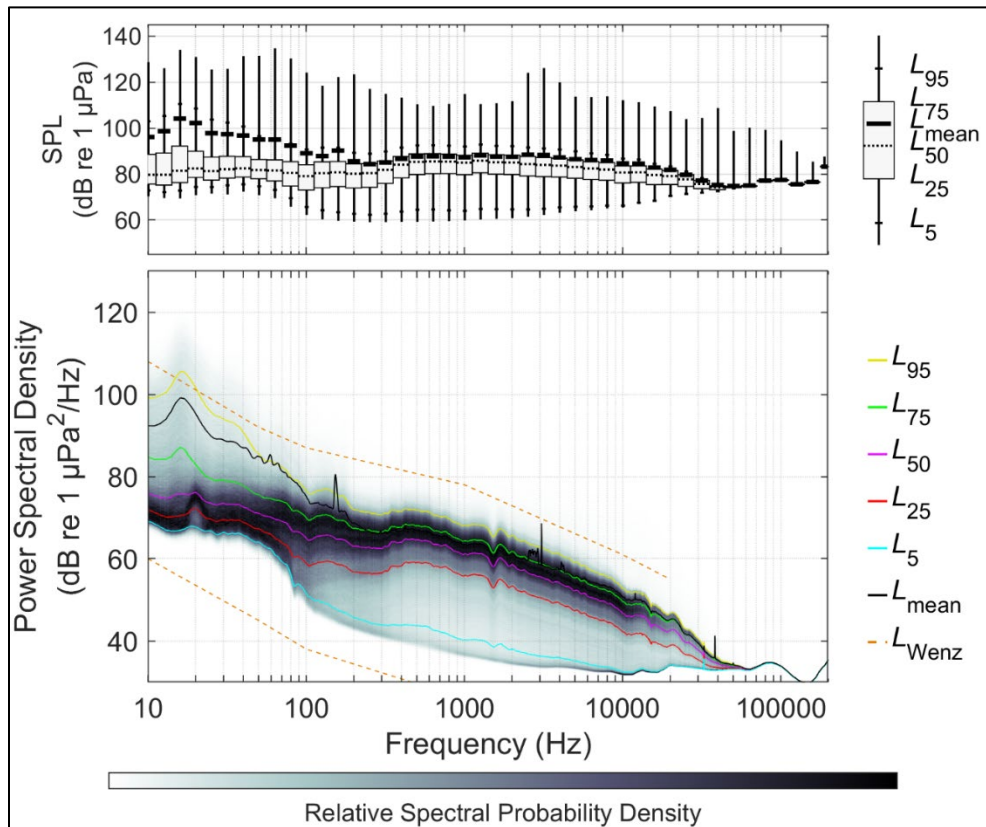 140
120
100
80
60
SPL
(dB re 1 µPa)
L95
L75
Lmean
L50
L25
L5
120
100
80
60
40
Power Spectral Density
(dB re 1 µPa²/Hz)
10
100
1000
10000
100000
Frequency (Hz)
L95
L75
L50
L25
L5
Lmean
LWenz
Relative Spectral Probability Density